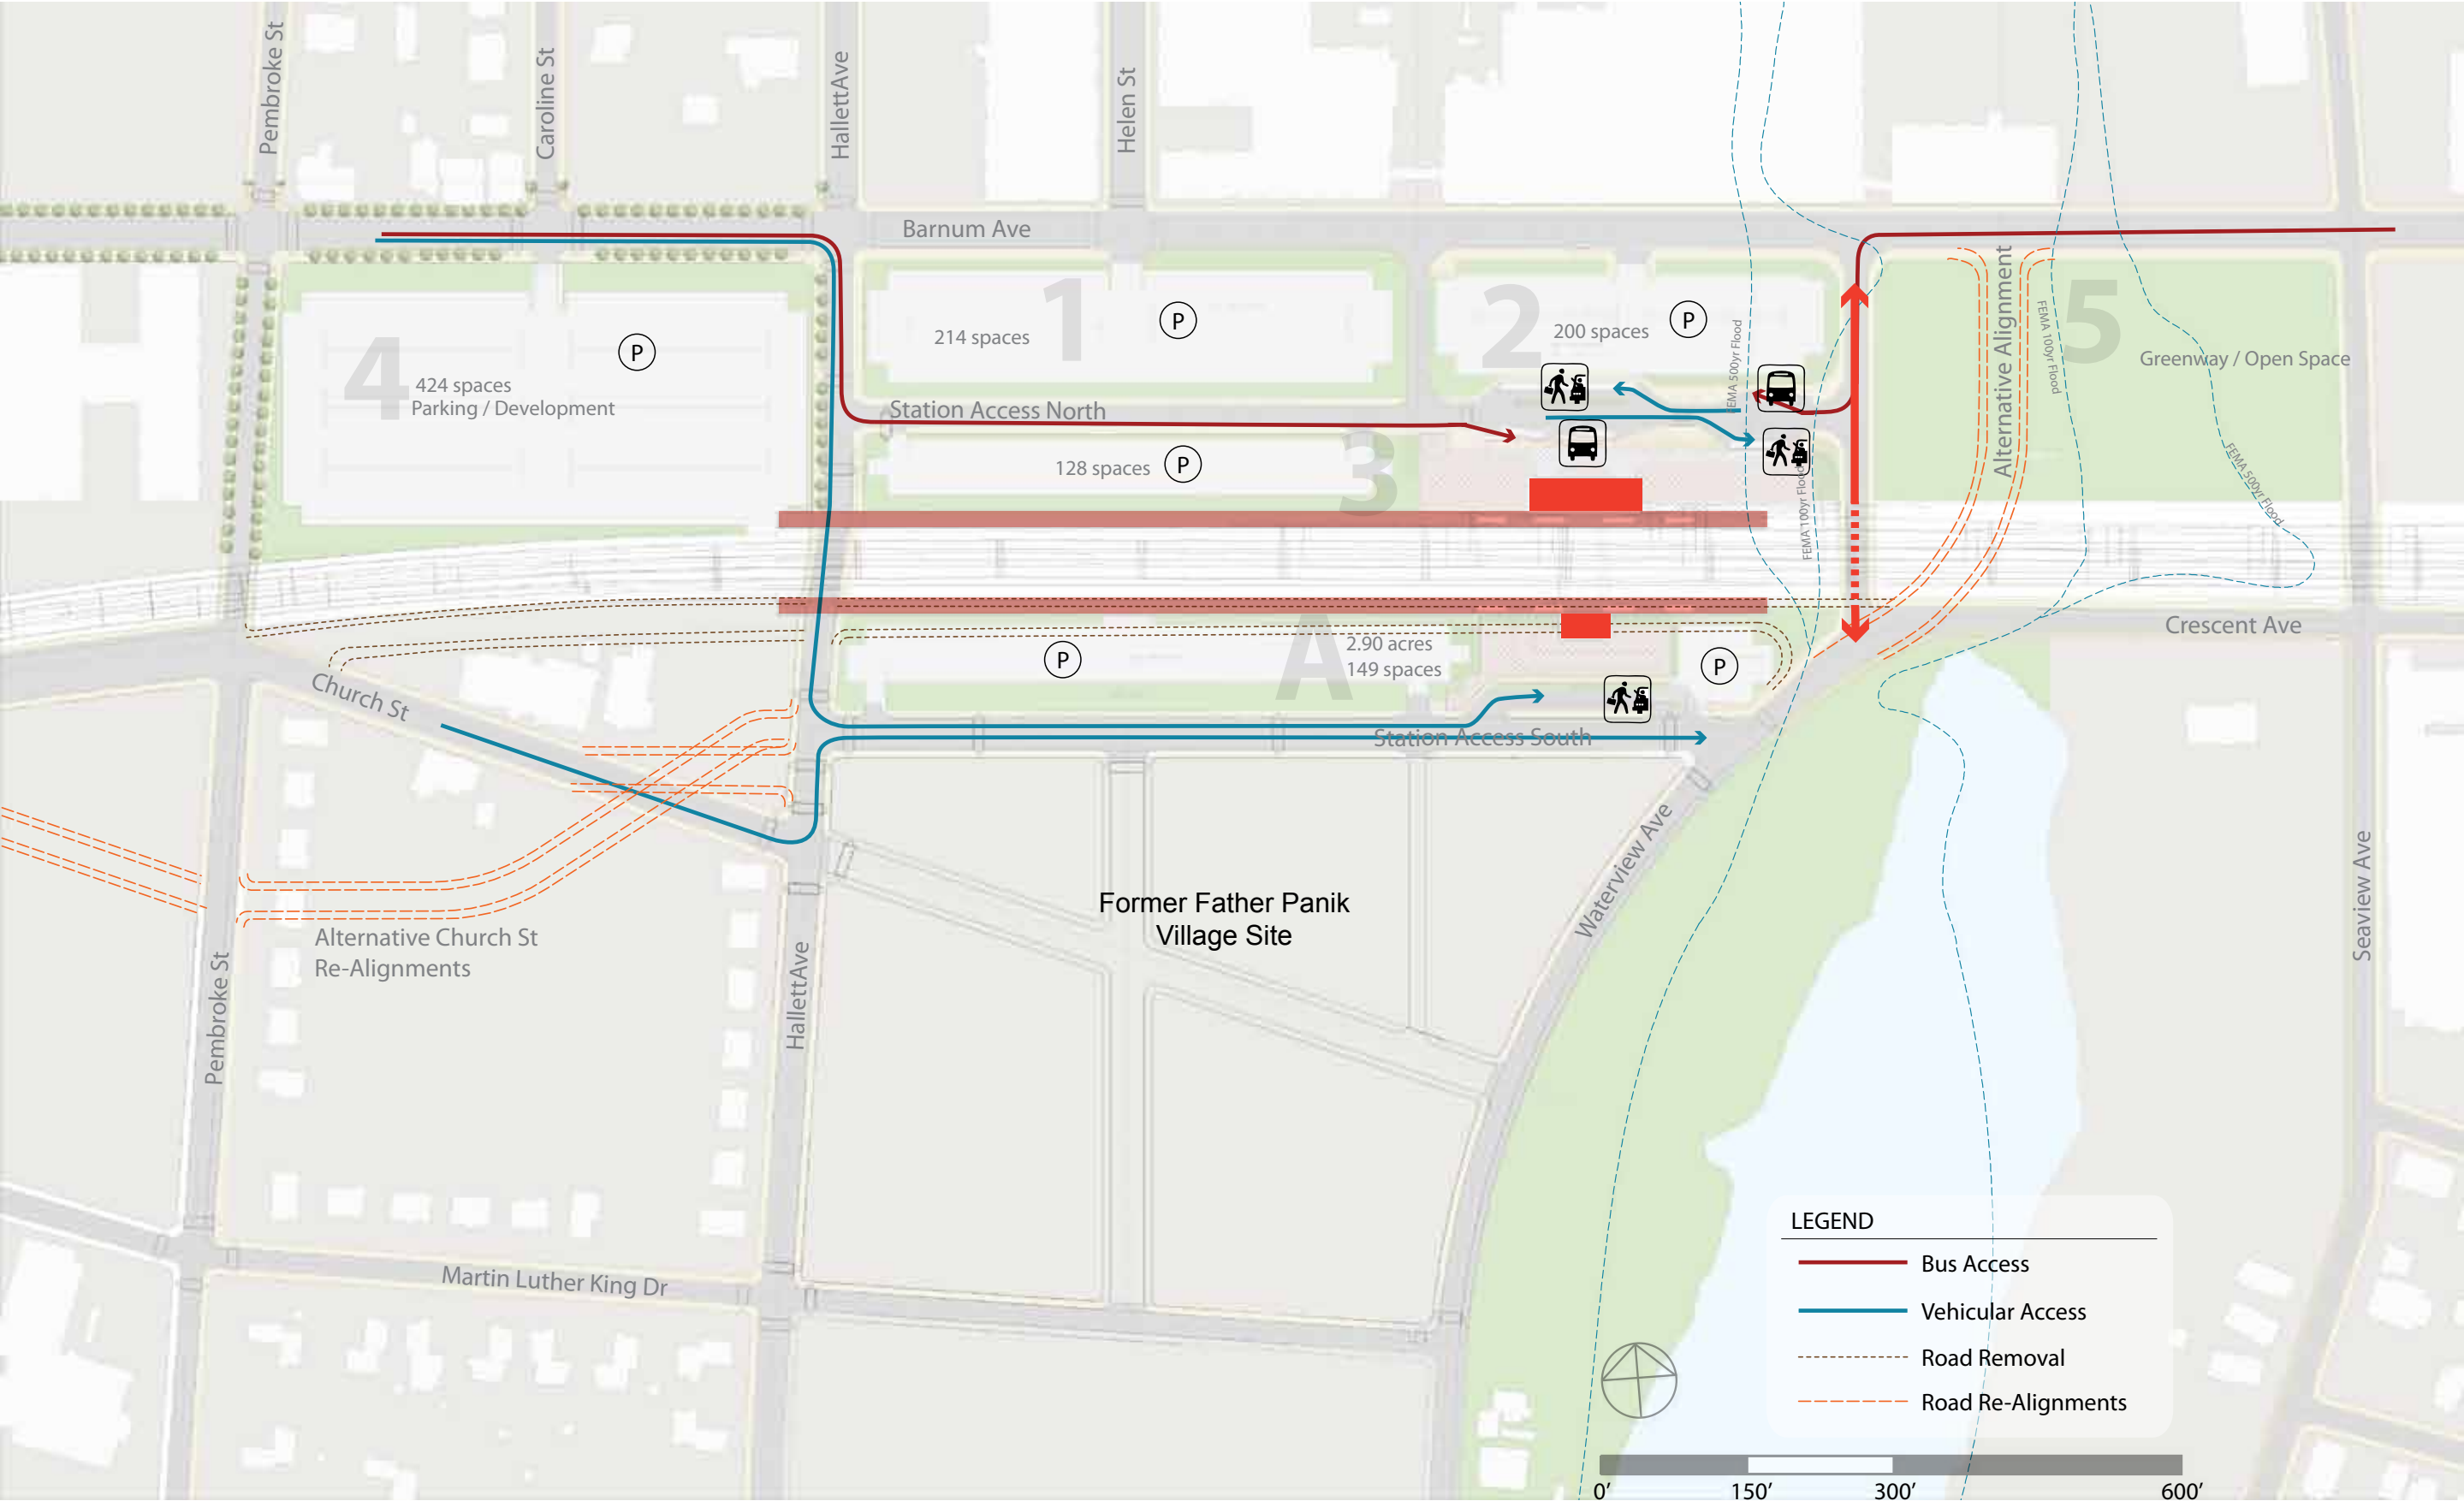 Pembroke St
Caroline St
HallettAve
Helen St
Barnum Ave
1
214 spaces
P
2
200 spaces
P
4
424 spaces
Parking / Development
P
FEMA 500yr Flood
Alternative Alignment
FEMA 100yr Flood
5
Greenway / Open Space
Station Access North
3
128 spaces
P
FEMA 100yr Flood
FEMA 500yr Flood
A
2.90 acres
149 spaces
P
P
Crescent Ave
Church St
Station Access South
Waterview Ave
Seaview Ave
Former Father Panik
Village Site
Alternative Church St
Re-Alignments
Pembroke St
HallettAve
Martin Luther King Dr
LEGEND
Bus Access
Vehicular Access
Road Removal
Road Re-Alignments
0’
150’
300’
600’